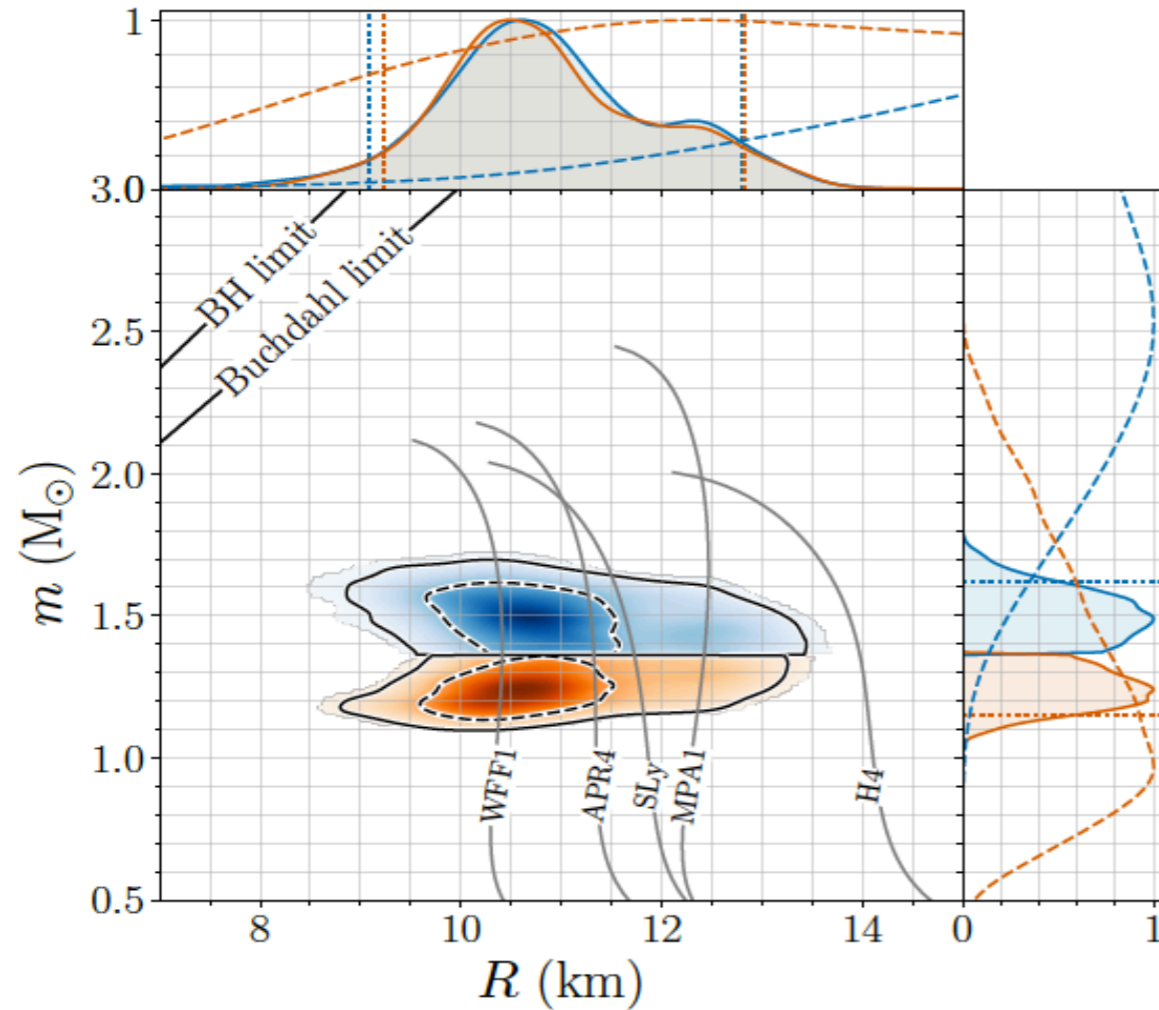 1
3.0
BH limit
Buchdahl limit
2.5
2.0
m (M⊙)
1.5
1.0
WFF1
APR4
SLy
MPA1
H4
0.5
8 10 12 14 0 1
R (km)